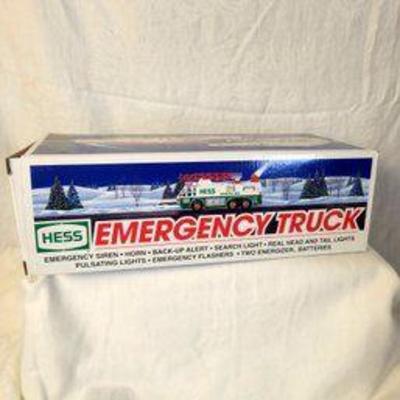 HESS
HESS EMERGENCY TRUCK
EMERGENCY SIREN • HORN • BACK-UP ALERT • SEARCH LIGHT • REAL HEAD AND TAIL LIGHTS
PULSATING LIGHTS • EMERGENCY FLASHERS • TWO ENERGIZER® BATTERIES